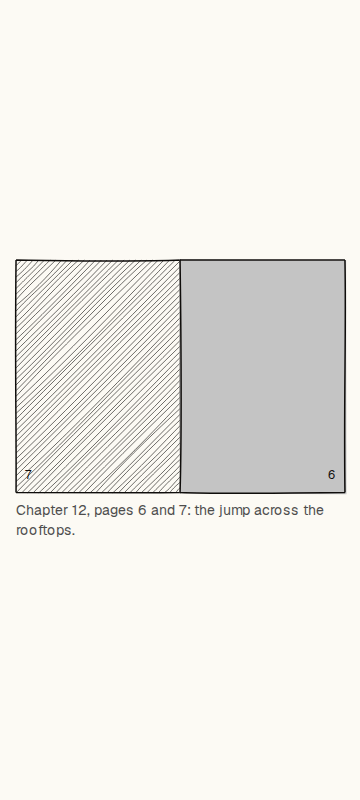 7
6
Chapter 12, pages 6 and 7: the jump across the
rooftops.